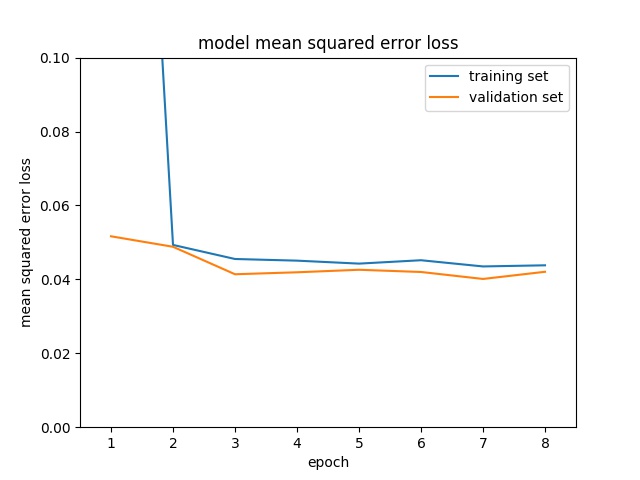 model mean squared error loss
training set
validation set
0.10
0.08
0.06
0.04
0.02
0.00
mean squared error loss
1 2 3 4 5 6 7 8
epoch